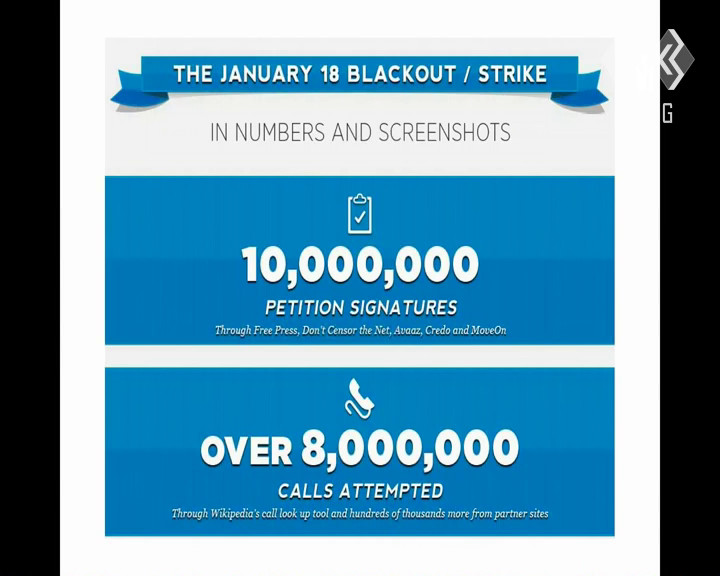 THE JANUARY 18 BLACKOUT / STRIKE
IN NUMBERS AND SCREENSHOTS
10,000,000
PETITION SIGNATURES
Through Free Press, Don't Censor the Net, Avaaz, Credo and MoveOn
OVER 8,000,000
CALLS ATTEMPTED
Through Wikipedia's call look up tool and hundreds of thousands more from partner sites